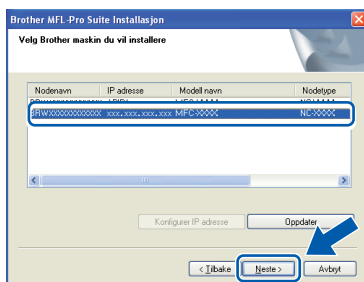 Brother MFL-Pro Suite Installasjon
Velg Brother maskin du vil installere
Nodenavn IP adresse Modell navn Nodetype
BRWXXXXXXXXXXXX xxx.xxx.xxx.xxx MFC-XXXX NC-XXXX
Konfigurer IP adresse Oppdater
< Tilbake Neste > Avbryt